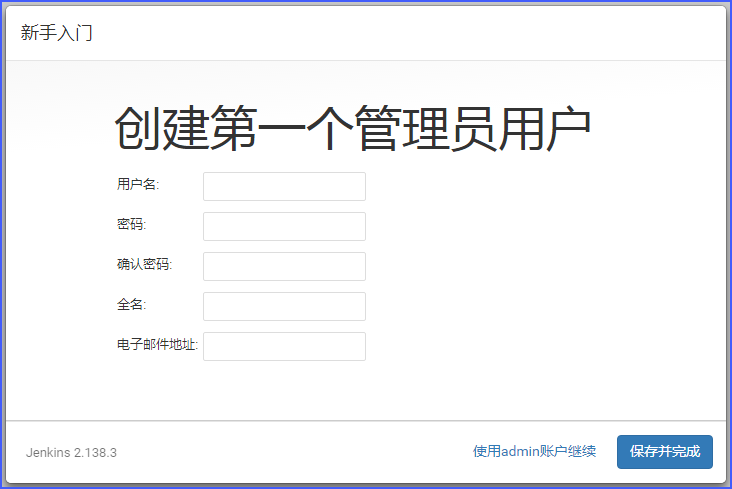 新手入门
创建第一个管理员用户
用户名:
密码:
确认密码:
全名:
电子邮件地址:
Jenkins 2.138.3
使用admin账户继续
保存并完成